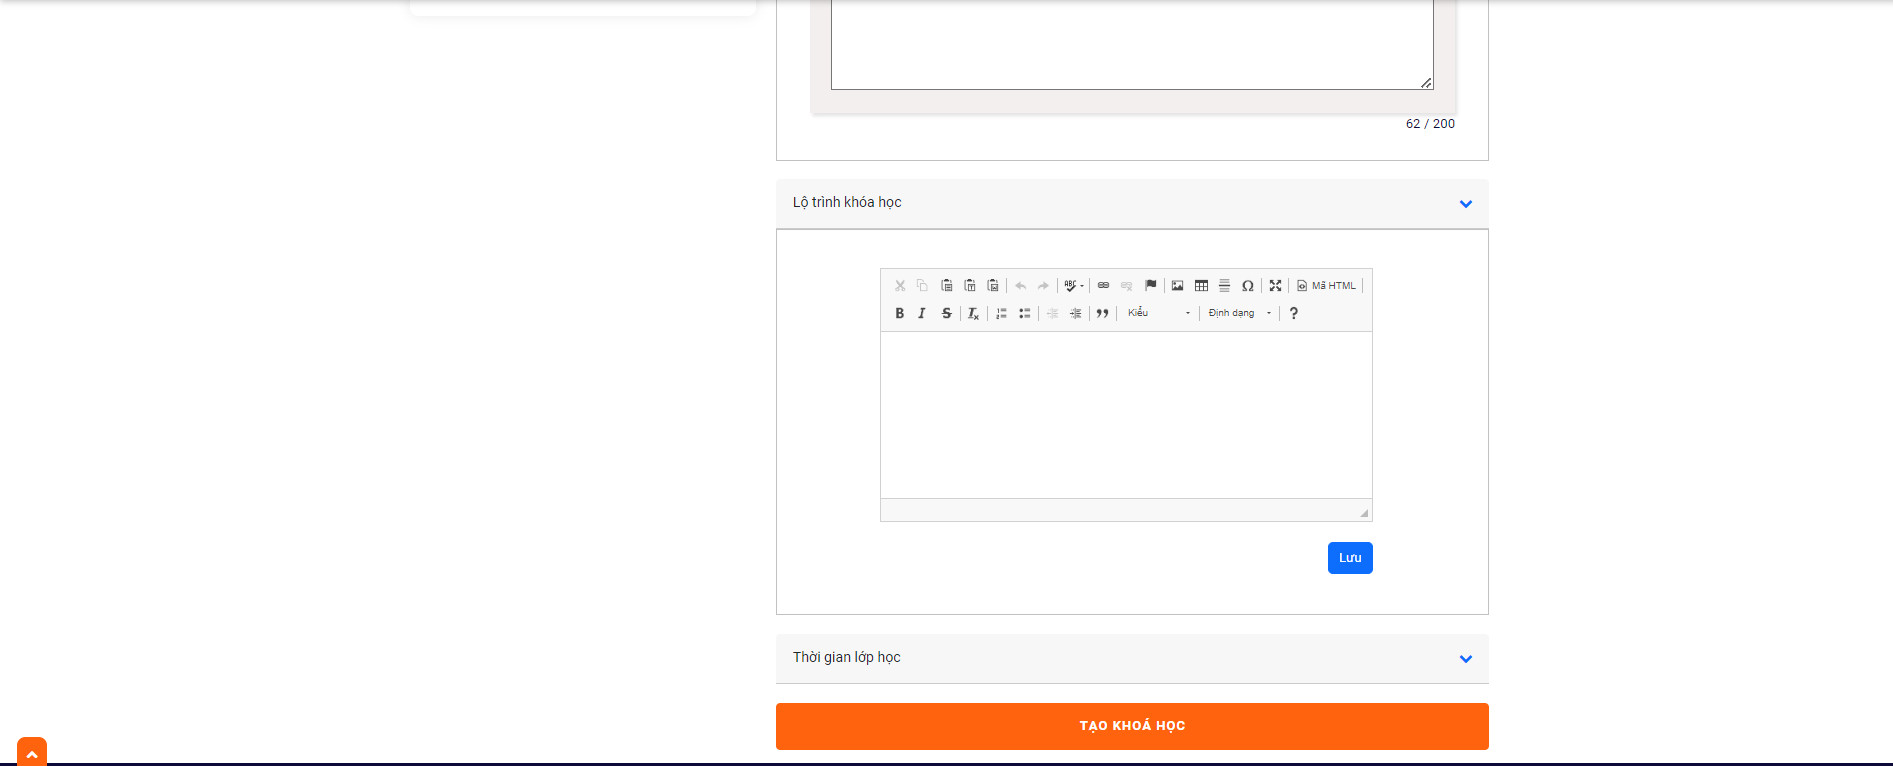 62 / 200
Lộ trình khóa học
Mã HTML
Kiểu
Định dạng
Lưu
Thời gian lớp học
TẠO KHOÁ HỌC